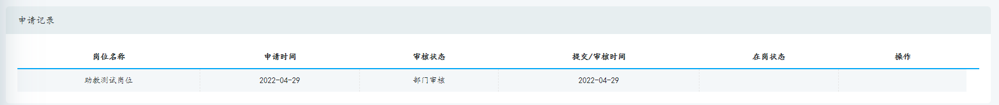 申请记录
岗位名称 申请时间 审核状态 提交/审核时间 在岗状态 操作
助教测试岗位 2022-04-29 部门审核 2022-04-29